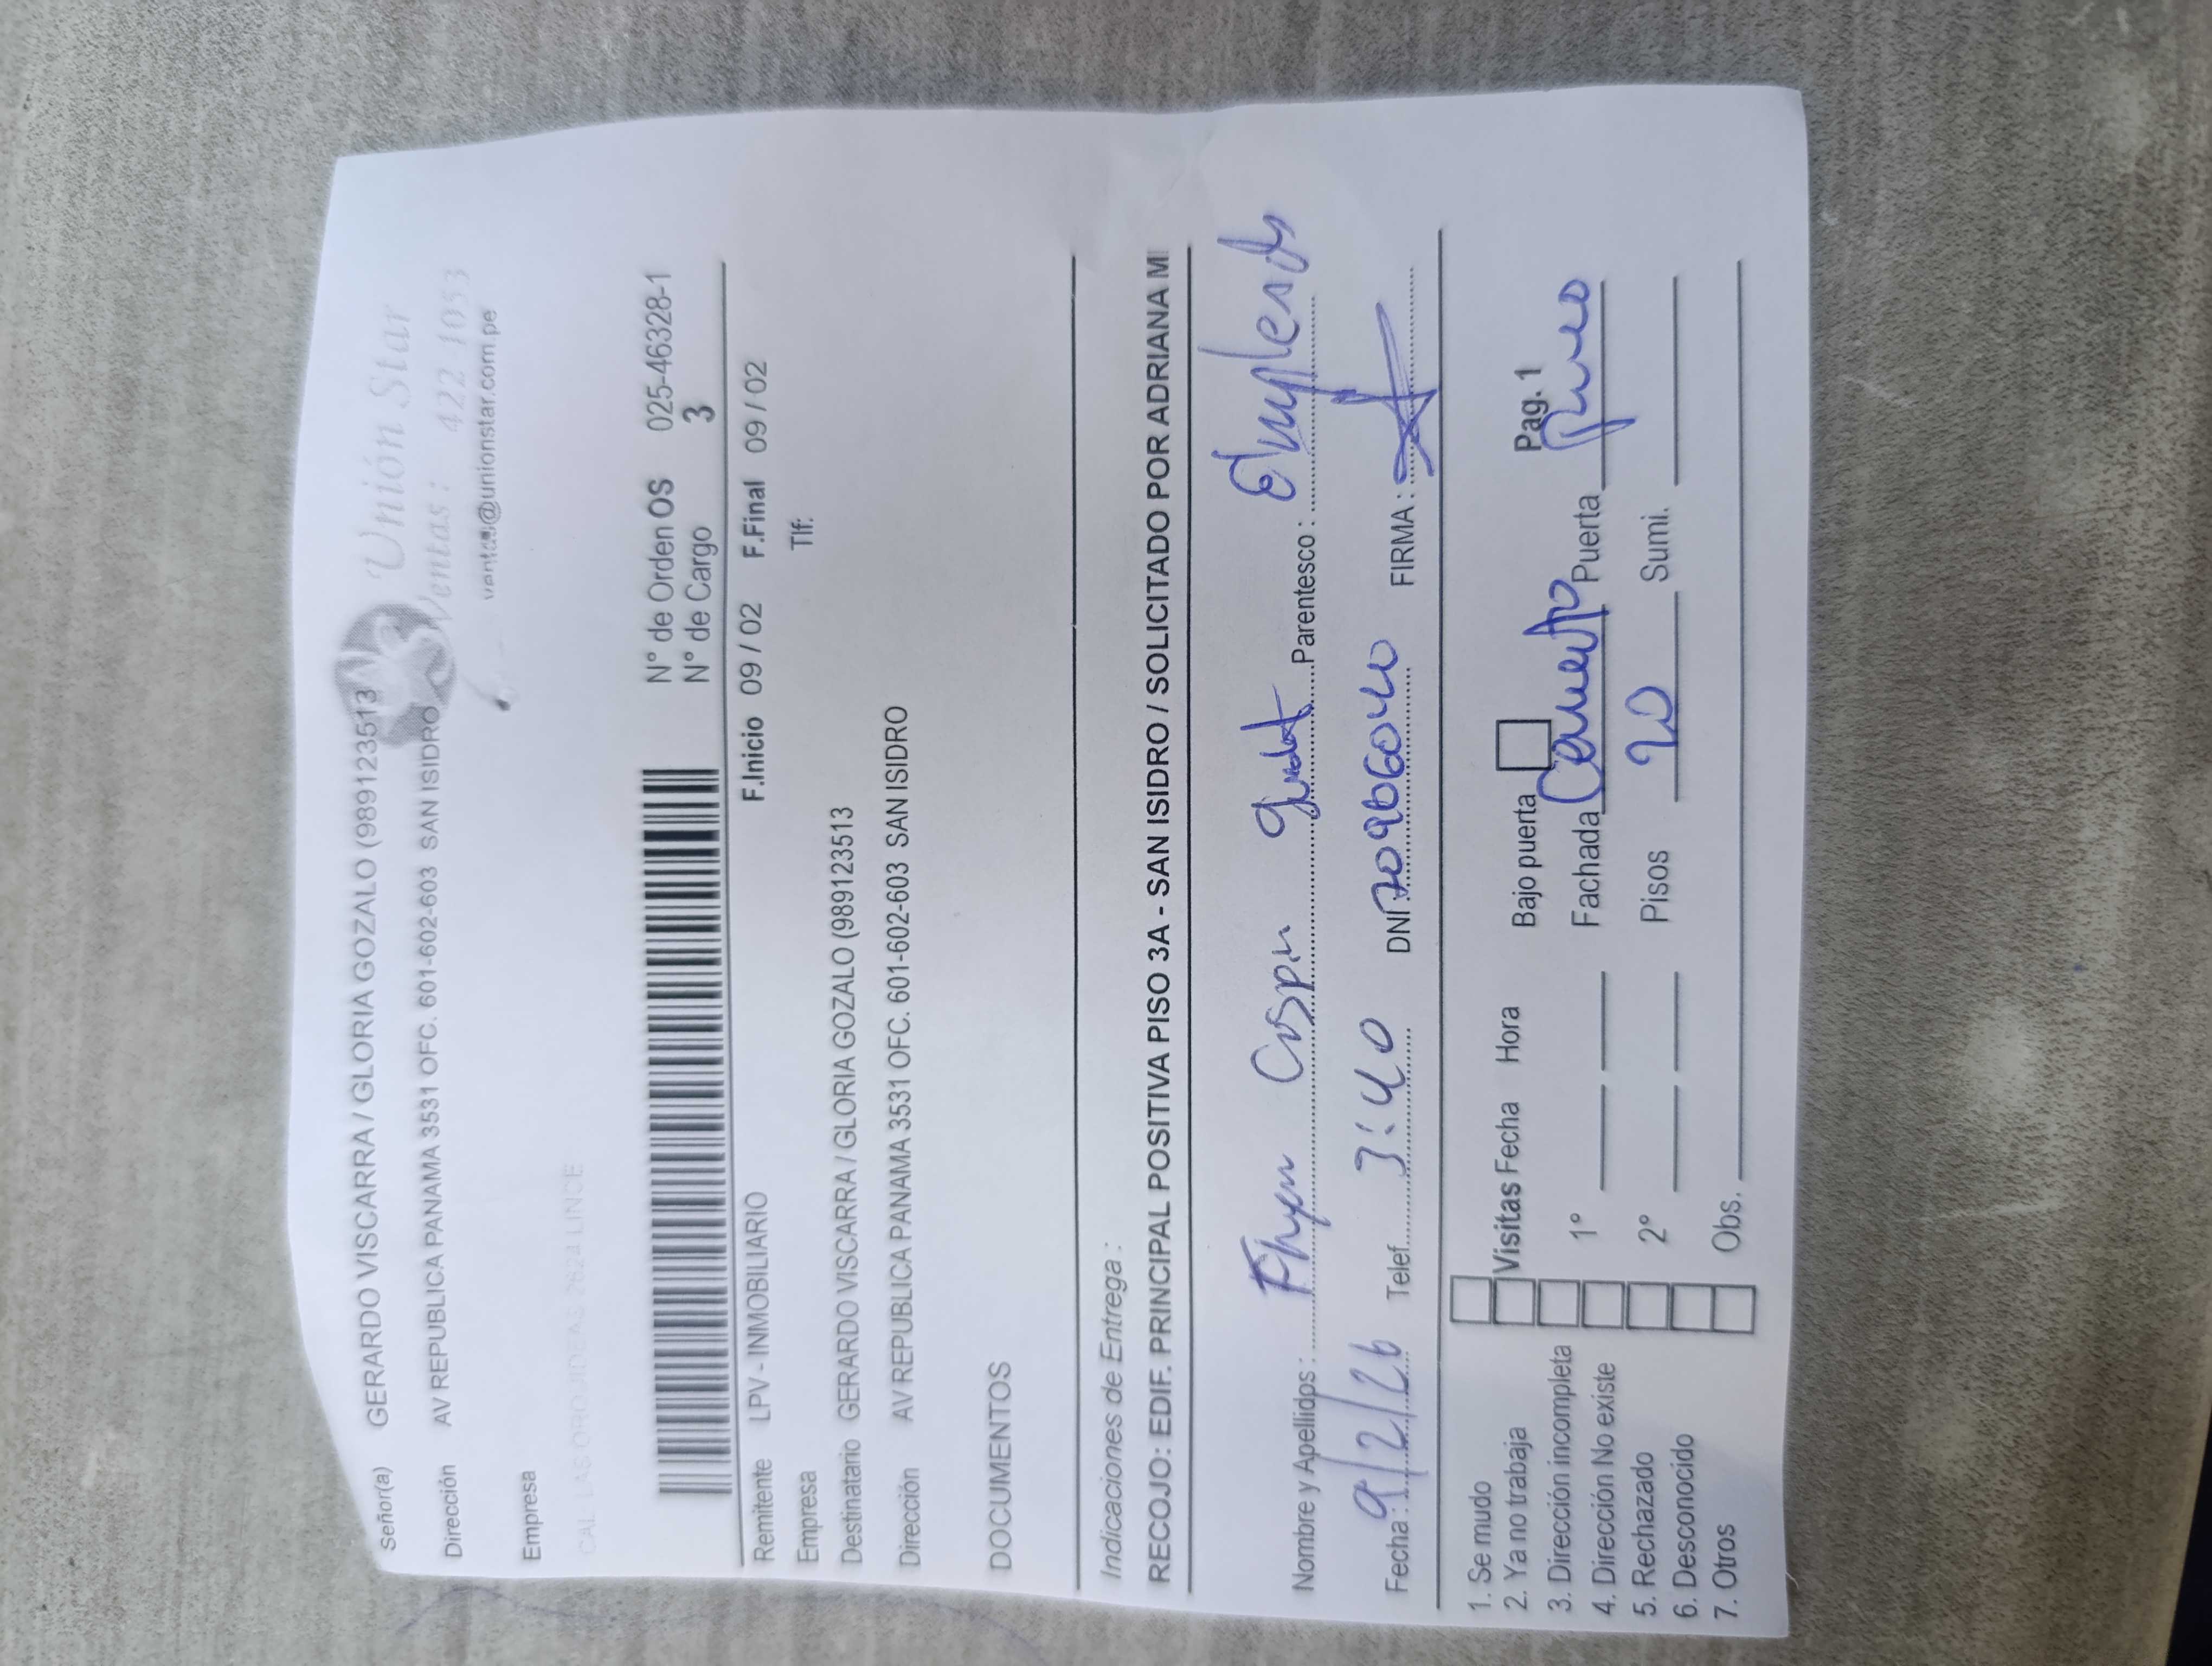 Señor(a) GERARDO VISCARRA / GLORIA GOZALO (989123513
Unión Star
Dirección AV REPUBLICA PANAMA 3531 OFC. 601-602-603 SAN ISIDRO
Ventas: 422 1053
ventas@unionstar.com.pe
Empresa
N° de Orden OS 025-46328-1
N° de Cargo 3
Remitente LPV - INMOBILIARIO F.Inicio 09 / 02 F.Final 09 / 02
Empresa Tlf:
Destinatario GERARDO VISCARRA / GLORIA GOZALO (989123513
Dirección AV REPUBLICA PANAMA 3531 OFC. 601-602-603 SAN ISIDRO
DOCUMENTOS
Indicaciones de Entrega :
RECOJO: EDIF. PRINCIPAL POSITIVA PISO 3A - SAN ISIDRO / SOLICITADO POR ADRIANA M
Nombre y Apellidos : Parentesco :
Fecha : 9/2/26 Telef. 3:40 DNI FIRMA :
1. Se mudo
2. Ya no trabaja Visitas Fecha Hora Bajo puerta Pag. 1
3. Dirección incompleta
4. Dirección No existe 1° Fachada Puerta
5. Rechazado 2° Pisos 20 Sumi.
6. Desconocido
7. Otros Obs.